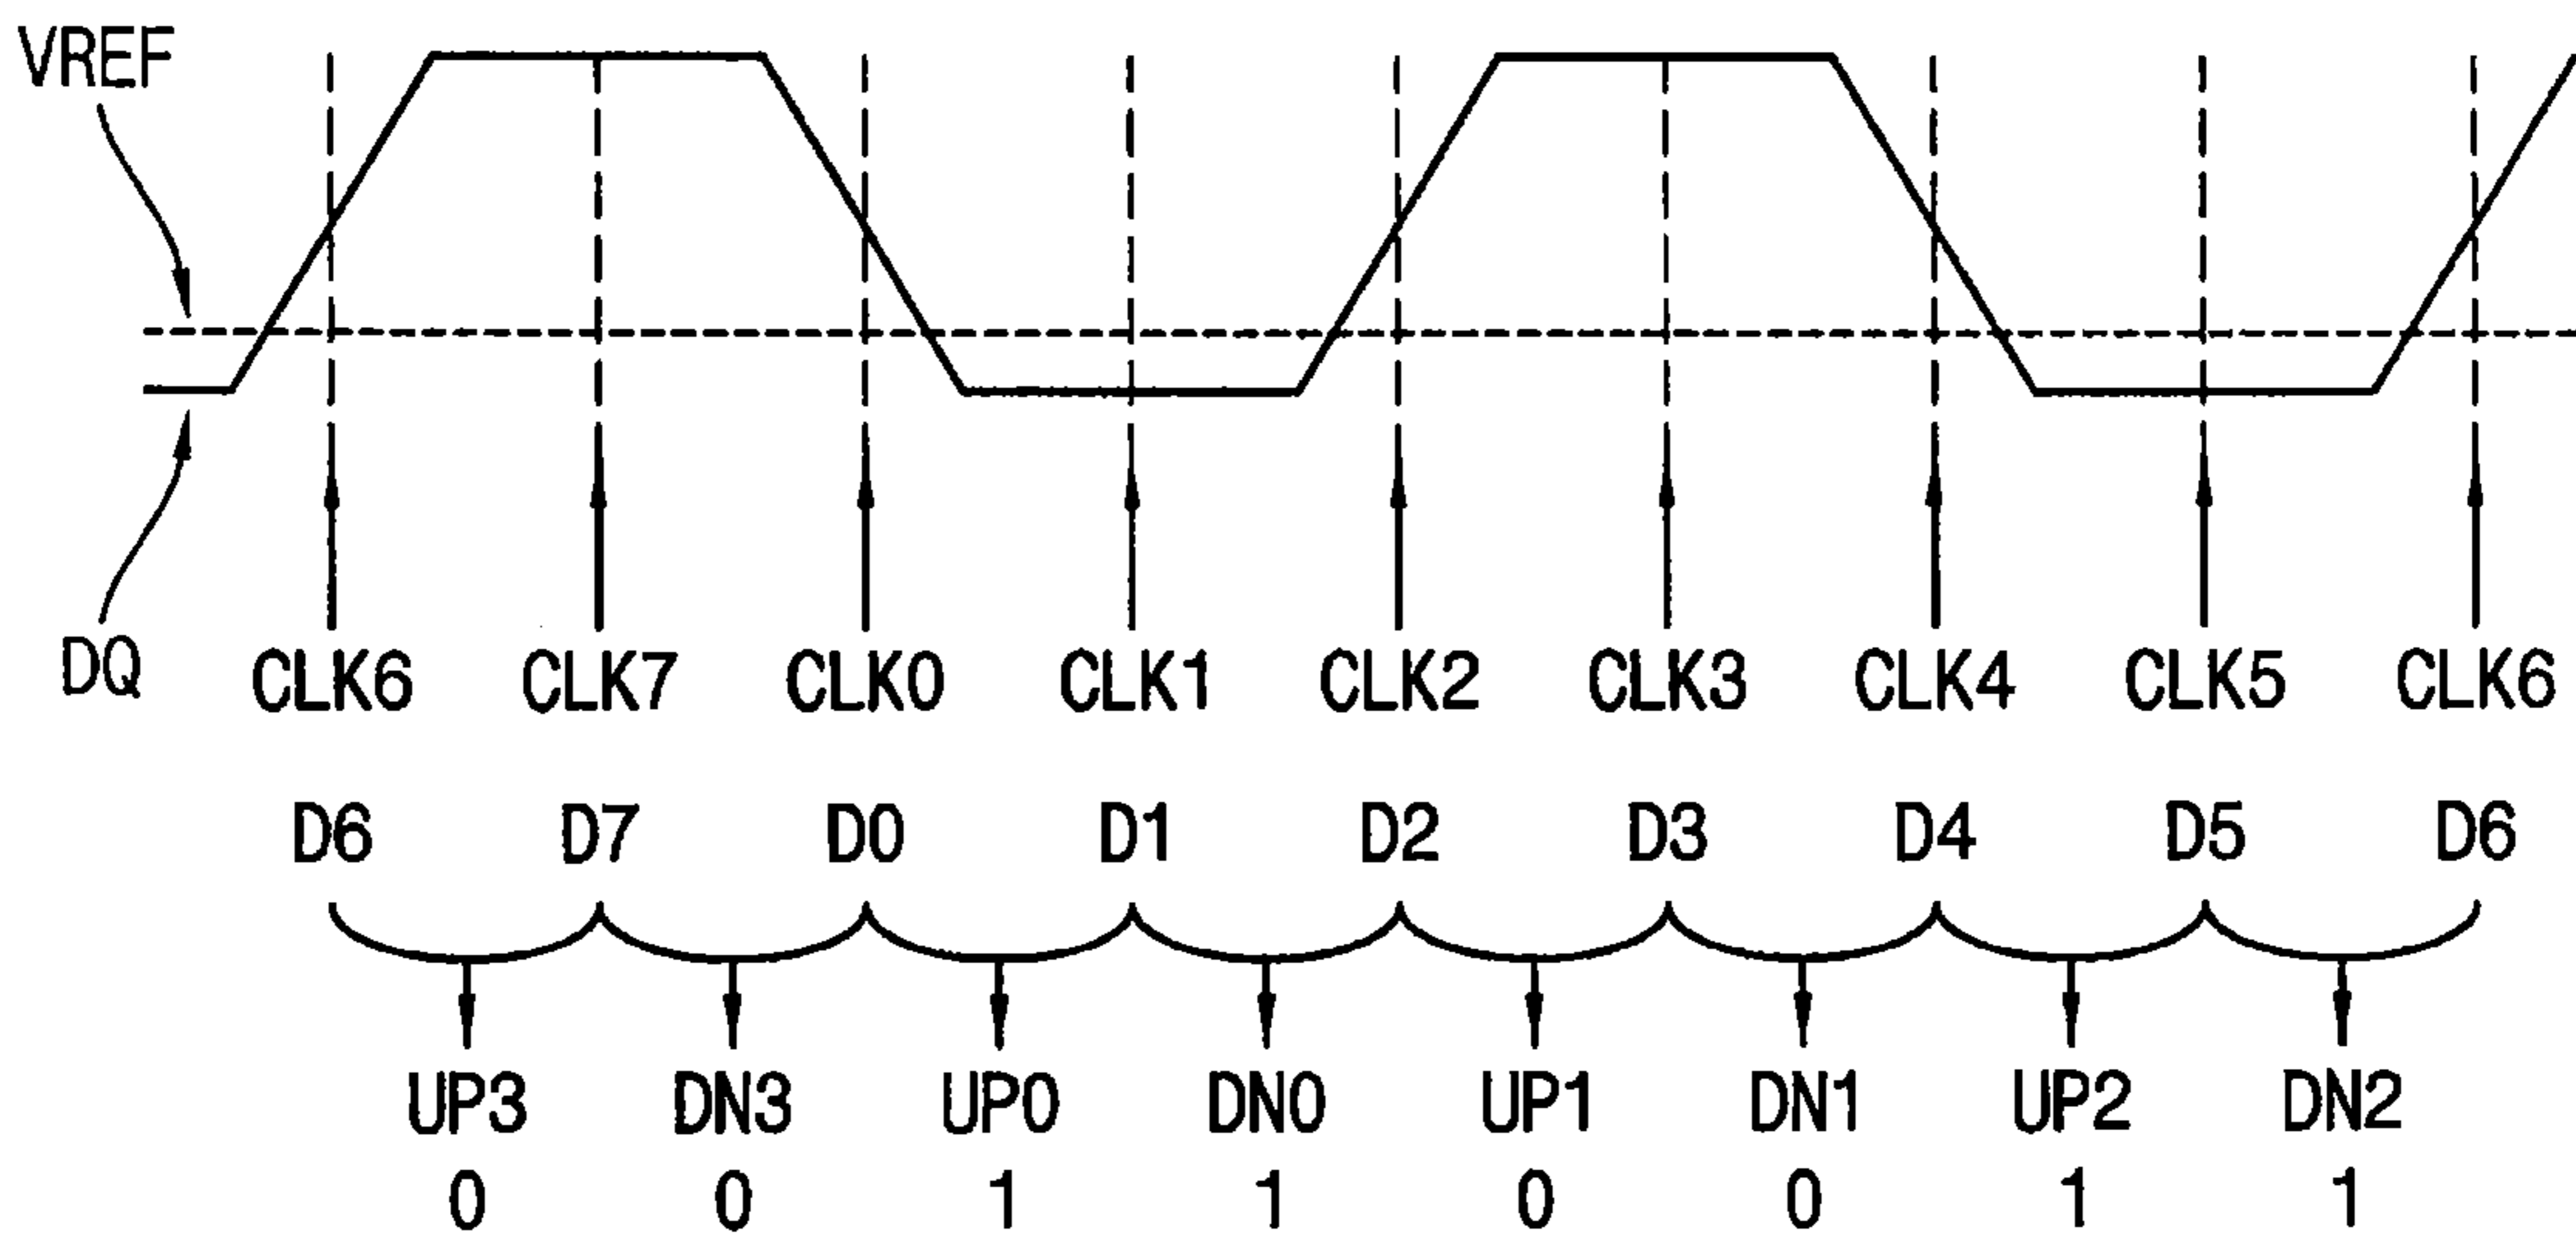 VREF
DQ
CLK6 CLK7 CLK0 CLK1 CLK2 CLK3 CLK4 CLK5 CLK6
D6 D7 D0 D1 D2 D3 D4 D5 D6
UP3 DN3 UP0 DN0 UP1 DN1 UP2 DN2
0 0 1 1 0 0 1 1